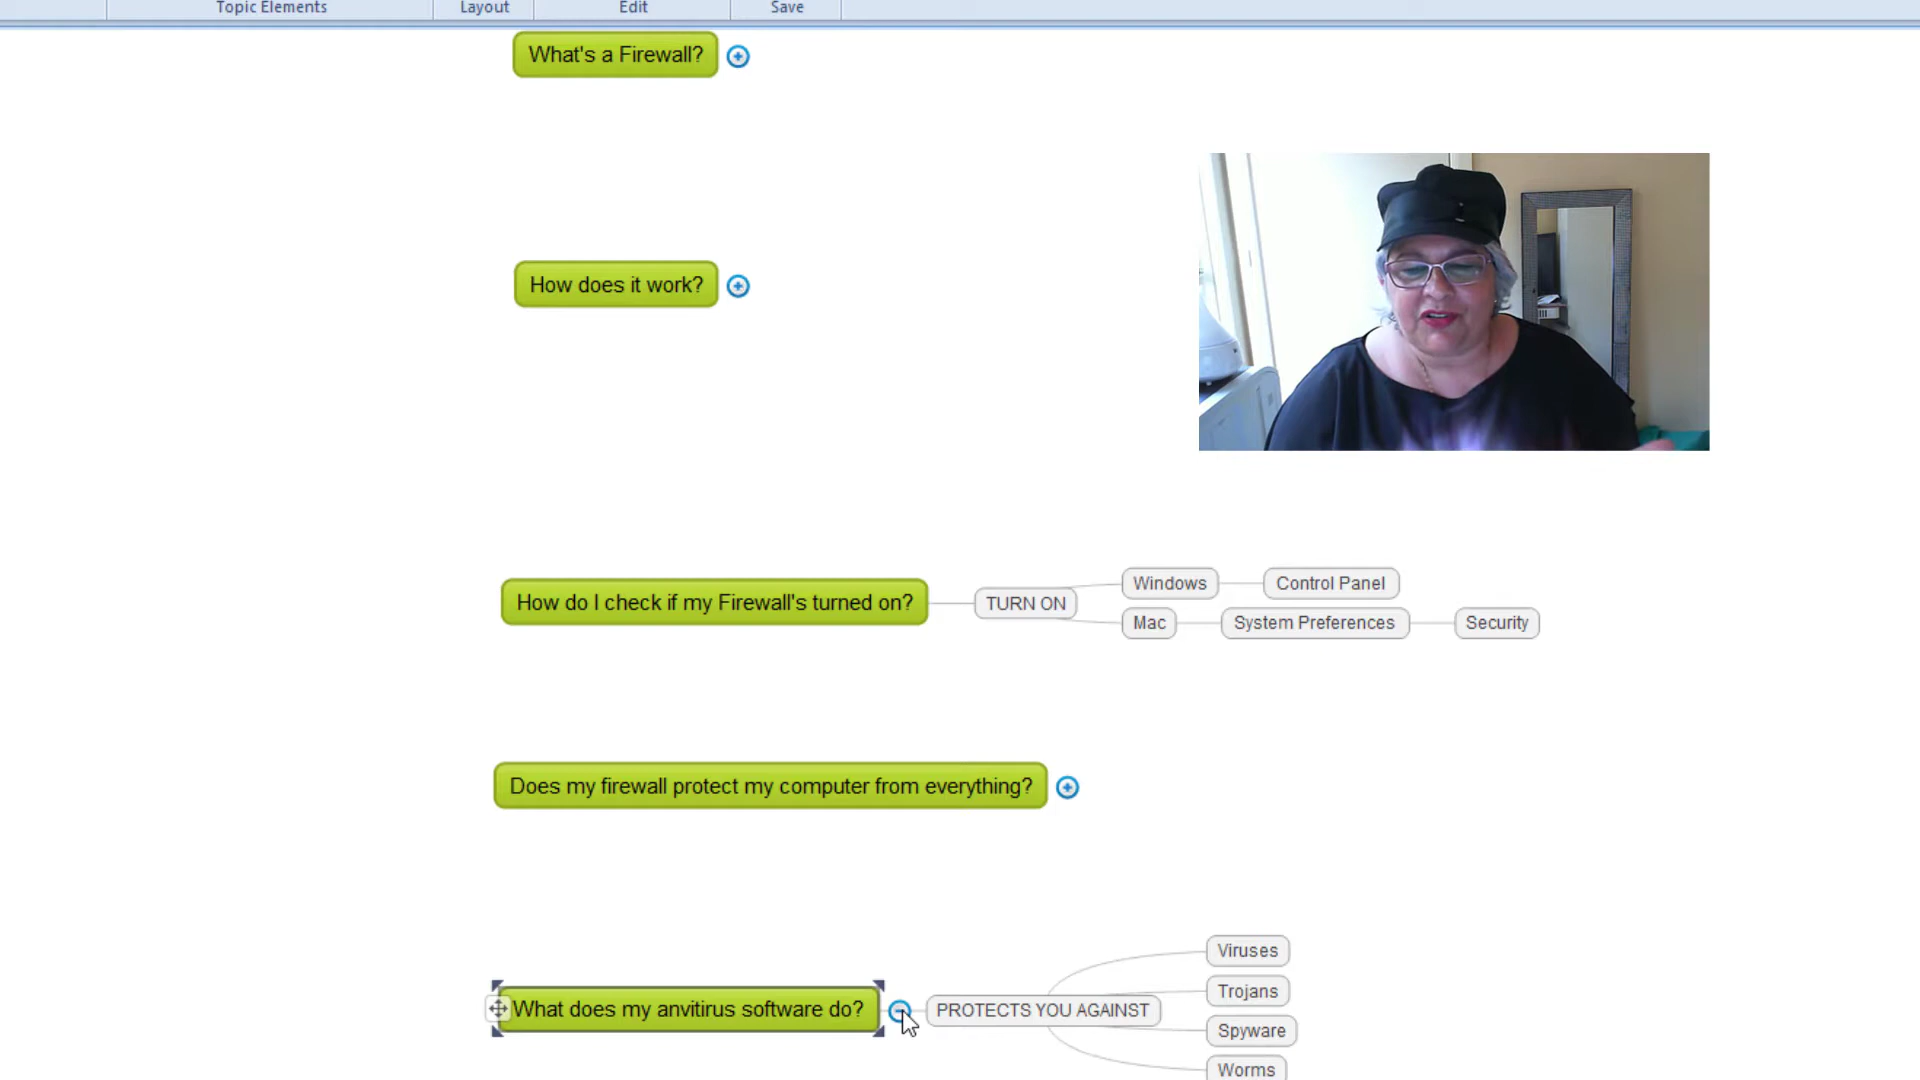 Topic Elements Layout Edit Save
What's a Firewall?
How does it work?
How do I check if my Firewall's turned on?
TURN ON
Windows
Control Panel
Mac
System Preferences
Security
Does my firewall protect my computer from everything?
What does my anvitirus software do?
PROTECTS YOU AGAINST
Viruses
Trojans
Spyware
Worms